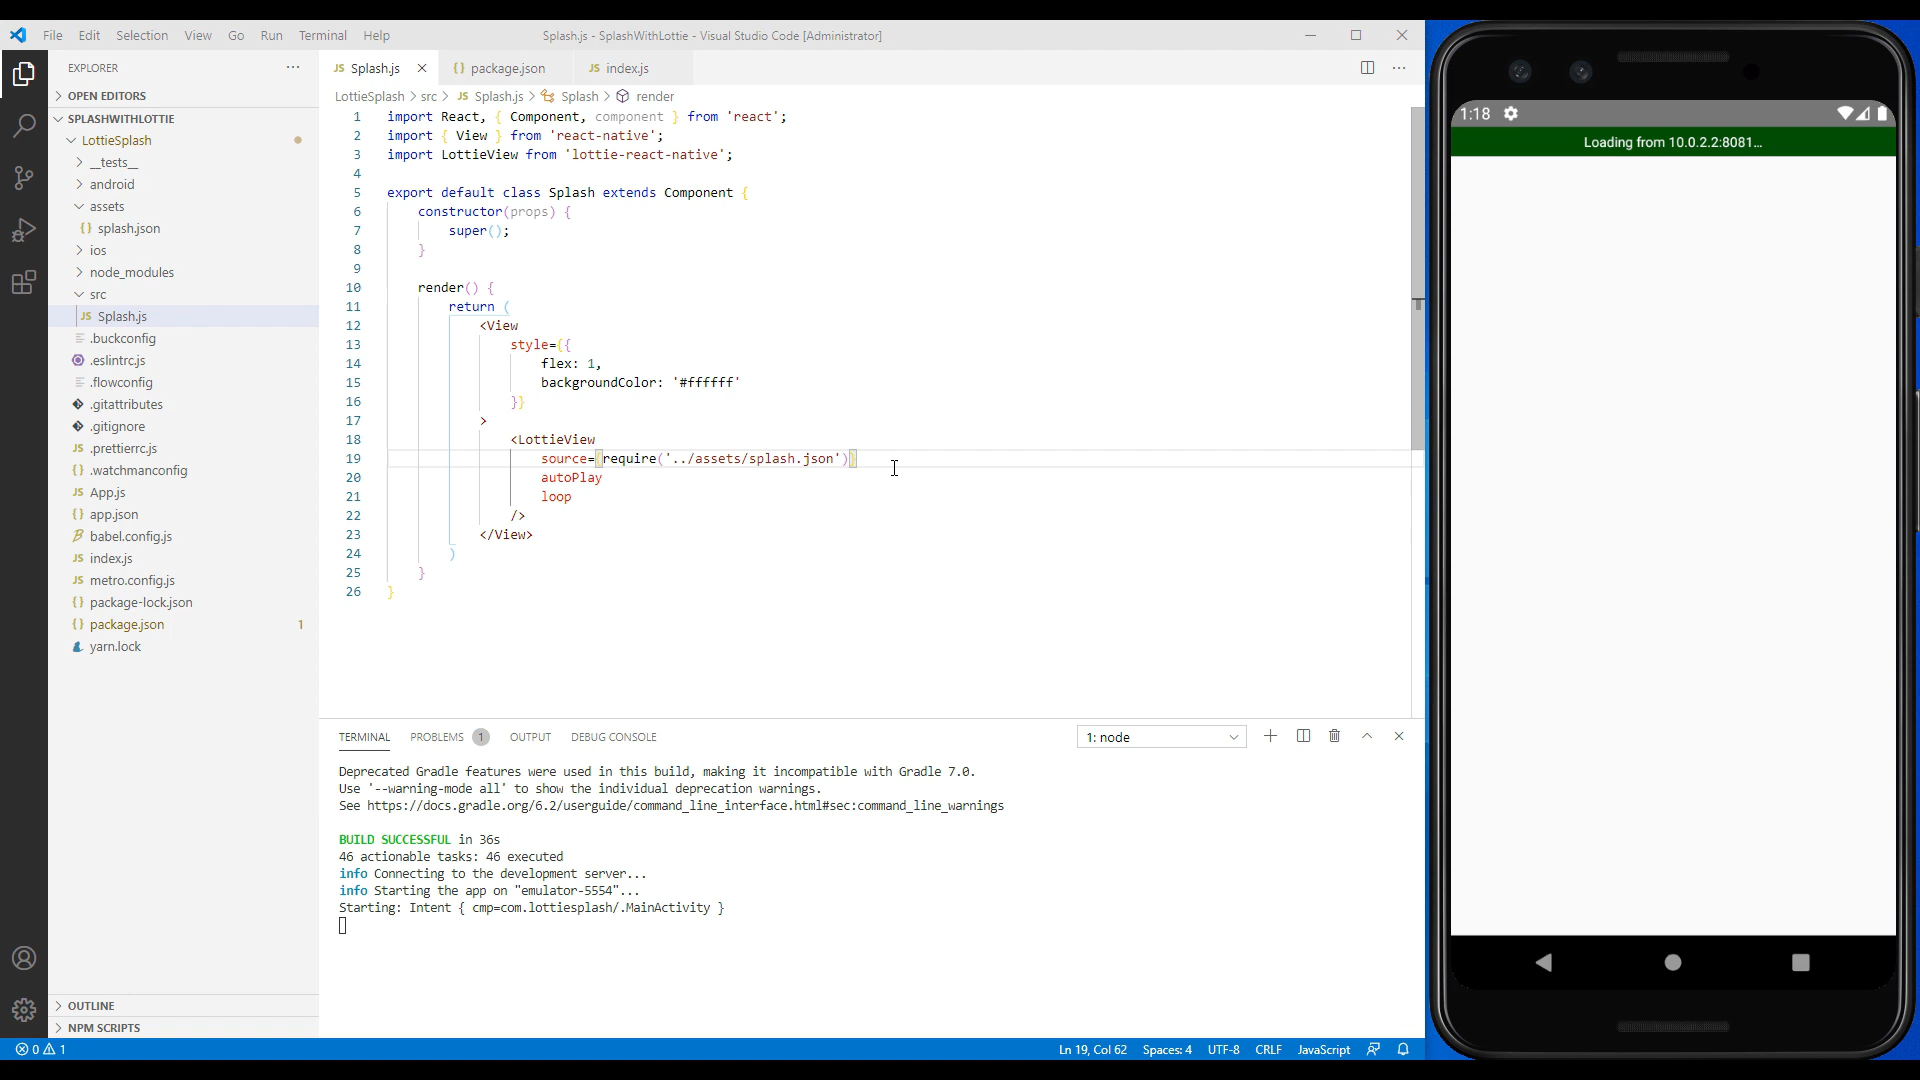 File Edit Selection View Go Run Terminal Help
Splash.js - SplashWithLottie - Visual Studio Code [Administrator]
EXPLORER
OPEN EDITORS
SPLASHWITHLOTTIE
LottieSplash
__tests__
android
assets
{} splash.json
ios
node_modules
src
JS Splash.js
.buckconfig
.eslintrc.js
.flowconfig
.gitattributes
.gitignore
JS .prettierrc.js
{} .watchmanconfig
JS App.js
{} app.json
babel.config.js
JS index.js
JS metro.config.js
{} package-lock.json
{} package.json 1
yarn.lock
OUTLINE
NPM SCRIPTS
JS Splash.js {} package.json JS index.js
LottieSplash > src > JS Splash.js > Splash > render
1 import React, { Component, component } from 'react';
2 import { View } from 'react-native';
3 import LottieView from 'lottie-react-native';
4
5 export default class Splash extends Component {
6 constructor(props) {
7 super();
8 }
9
10 render() {
11 return (
12 <View
13 style={{
14 flex: 1,
15 backgroundColor: '#ffffff'
16 }}
17 >
18 <LottieView
19 source={require('../assets/splash.json')}
20 autoPlay
21 loop
22 />
23 </View>
24 )
25 }
26 }
TERMINAL PROBLEMS 1 OUTPUT DEBUG CONSOLE
1: node
Deprecated Gradle features were used in this build, making it incompatible with Gradle 7.0.
Use '--warning-mode all' to show the individual deprecation warnings.
See https://docs.gradle.org/6.2/userguide/command_line_interface.html#sec:command_line_warnings
BUILD SUCCESSFUL in 36s
46 actionable tasks: 46 executed
info Connecting to the development server...
info Starting the app on "emulator-5554"...
Starting: Intent { cmp=com.lottiesplash/.MainActivity }
0 1
Ln 19, Col 62 Spaces: 4 UTF-8 CRLF JavaScript
1:18
Loading from 10.0.2.2:8081...